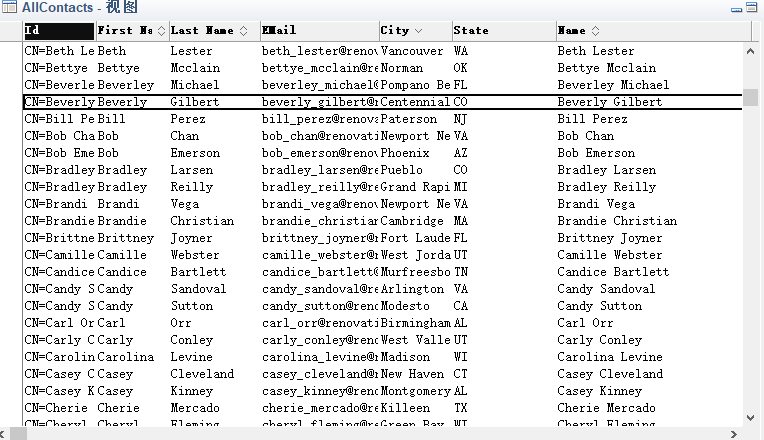 AllContacts - 视图
Id First Na Last Name EMail City State Name
CN=Beth Le Beth Lester beth_lester@renov Vancouver WA Beth Lester
CN=Bettye Bettye Mcclain bettye_mcclain@r Norman OK Bettye Mcclain
CN=Beverle Beverley Michael beverley_michael@ Pompano Be FL Beverley Michael
CN=Beverly Beverly Gilbert beverly_gilbert@r Centennial CO Beverly Gilbert
CN=Bill Pe Bill Perez bill_perez@renova Paterson NJ Bill Perez
CN=Bob Cha Bob Chan bob_chan@renovati Newport Ne VA Bob Chan
CN=Bob Eme Bob Emerson bob_emerson@renov Phoenix AZ Bob Emerson
CN=Bradley Bradley Larsen bradley_larsen@re Pueblo CO Bradley Larsen
CN=Bradley Bradley Reilly bradley_reilly@re Grand Rapi MI Bradley Reilly
CN=Brandi Brandi Vega brandi_vega@renov Newport Ne VA Brandi Vega
CN=Brandie Brandie Christian brandie_christian Cambridge MA Brandie Christian
CN=Brittne Brittney Joyner brittney_joyner@r Fort Laude FL Brittney Joyner
CN=Camille Camille Webster camille_webster@r West Jorda UT Camille Webster
CN=Candice Candice Bartlett candice_bartlett@ Murfreesbo TN Candice Bartlett
CN=Candy S Candy Sandoval candy_sandoval@re Arlington VA Candy Sandoval
CN=Candy S Candy Sutton candy_sutton@reno Modesto CA Candy Sutton
CN=Carl Or Carl Orr carl_orr@renovati Birmingham AL Carl Orr
CN=Carly C Carly Conley carly_conley@reno West Valle UT Carly Conley
CN=Carolin Carolina Levine carolina_levine@r Madison WI Carolina Levine
CN=Casey C Casey Cleveland casey_cleveland@r New Haven CT Casey Cleveland
CN=Casey K Casey Kinney casey_kinney@reno Montgomery AL Casey Kinney
CN=Cherie Cherie Mercado cherie_mercado@re Killeen TX Cherie Mercado
CN=Cheryl Cheryl Fleming cheryl_fleming@re Green Bay WI Cheryl Fleming